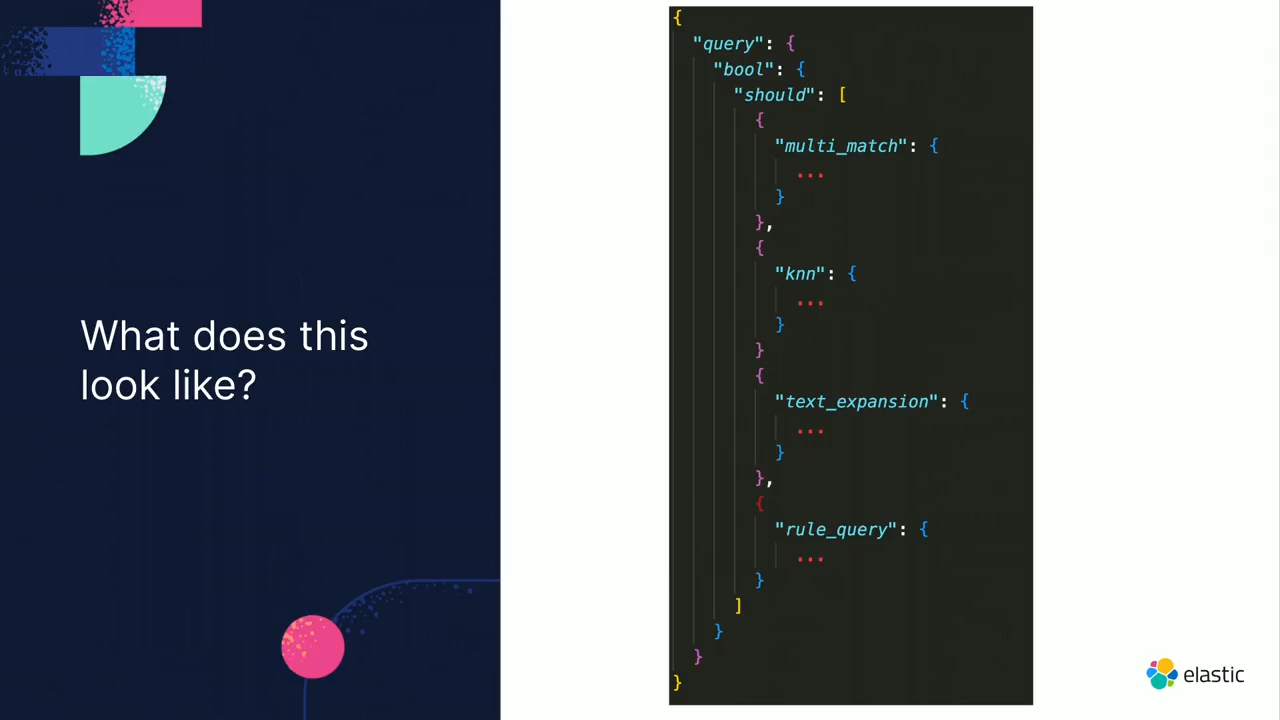 What does this
look like?
{
"query": {
"bool": {
"should": [
{
"multi_match": {
...
}
},
{
"knn": {
...
}
}
{
"text_expansion": {
...
}
},
{
"rule_query": {
...
}
]
}
}
}
elastic